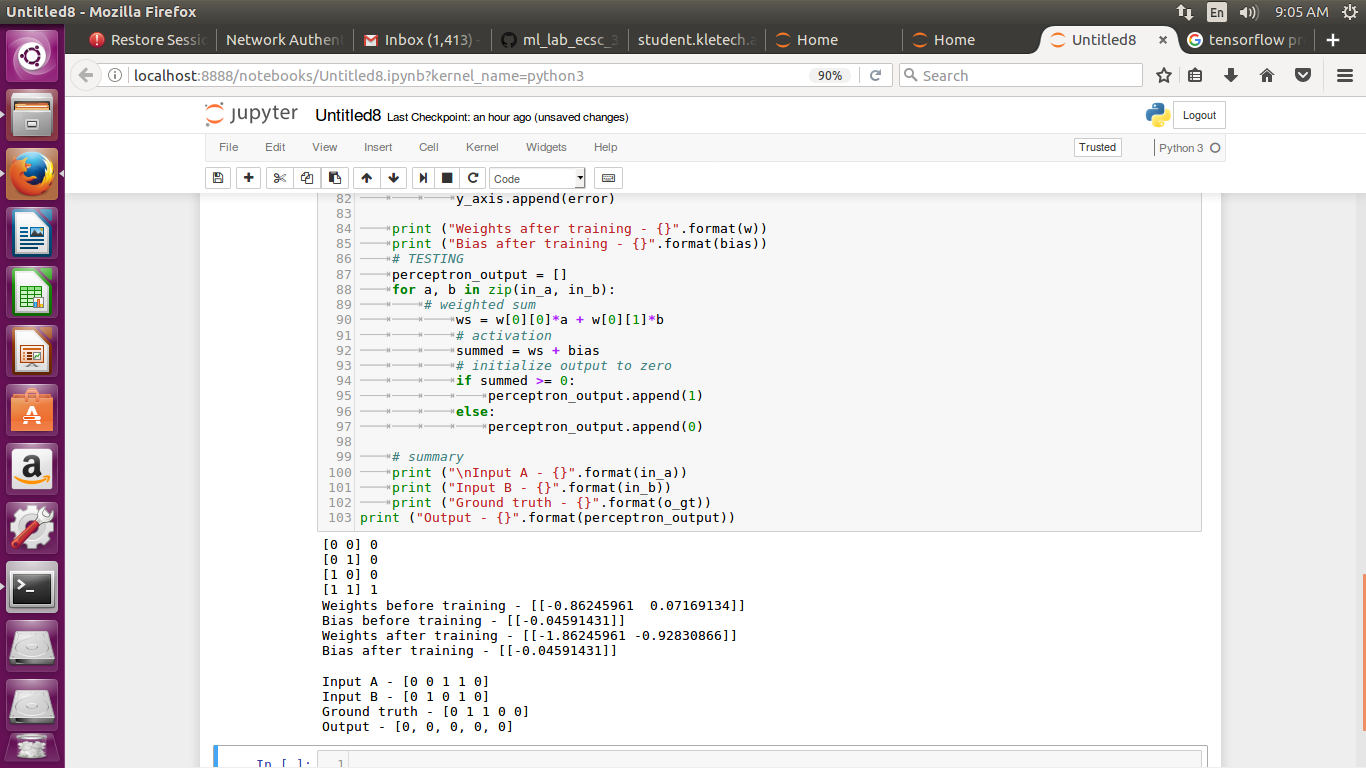 Untitled8 - Mozilla Firefox
En 9:05 AM
Restore Sessi
Network Authent
Inbox (1,413) -
ml_lab_ecsc_3
student.kletech.a
Home
Home
Untitled8 ×
tensorflow pr
localhost:8888/notebooks/Untitled8.ipynb?kernel_name=python3
90%
Search
jupyter Untitled8 Last Checkpoint: an hour ago (unsaved changes)
Logout
File Edit View Insert Cell Kernel Widgets Help
Trusted
Python 3
Code
82 y_axis.append(error)
83
84 print ("Weights after training - {}".format(w))
85 print ("Bias after training - {}".format(bias))
86 # TESTING
87 perceptron_output = []
88 for a, b in zip(in_a, in_b):
89 # weighted sum
90 ws = w[0][0]*a + w[0][1]*b
91 # activation
92 summed = ws + bias
93 # initialize output to zero
94 if summed >= 0:
95 perceptron_output.append(1)
96 else:
97 perceptron_output.append(0)
98
99 # summary
100 print ("\nInput A - {}".format(in_a))
101 print ("Input B - {}".format(in_b))
102 print ("Ground truth - {}".format(o_gt))
103 print ("Output - {}".format(perceptron_output))
[0 0] 0
[0 1] 0
[1 0] 0
[1 1] 1
Weights before training - [[-0.86245961  0.07169134]]
Bias before training - [[-0.04591431]]
Weights after training - [[-1.86245961 -0.92830866]]
Bias after training - [[-0.04591431]]
Input A - [0 0 1 1 0]
Input B - [0 1 0 1 0]
Ground truth - [0 1 1 0 0]
Output - [0, 0, 0, 0, 0]
In [ ]: 1